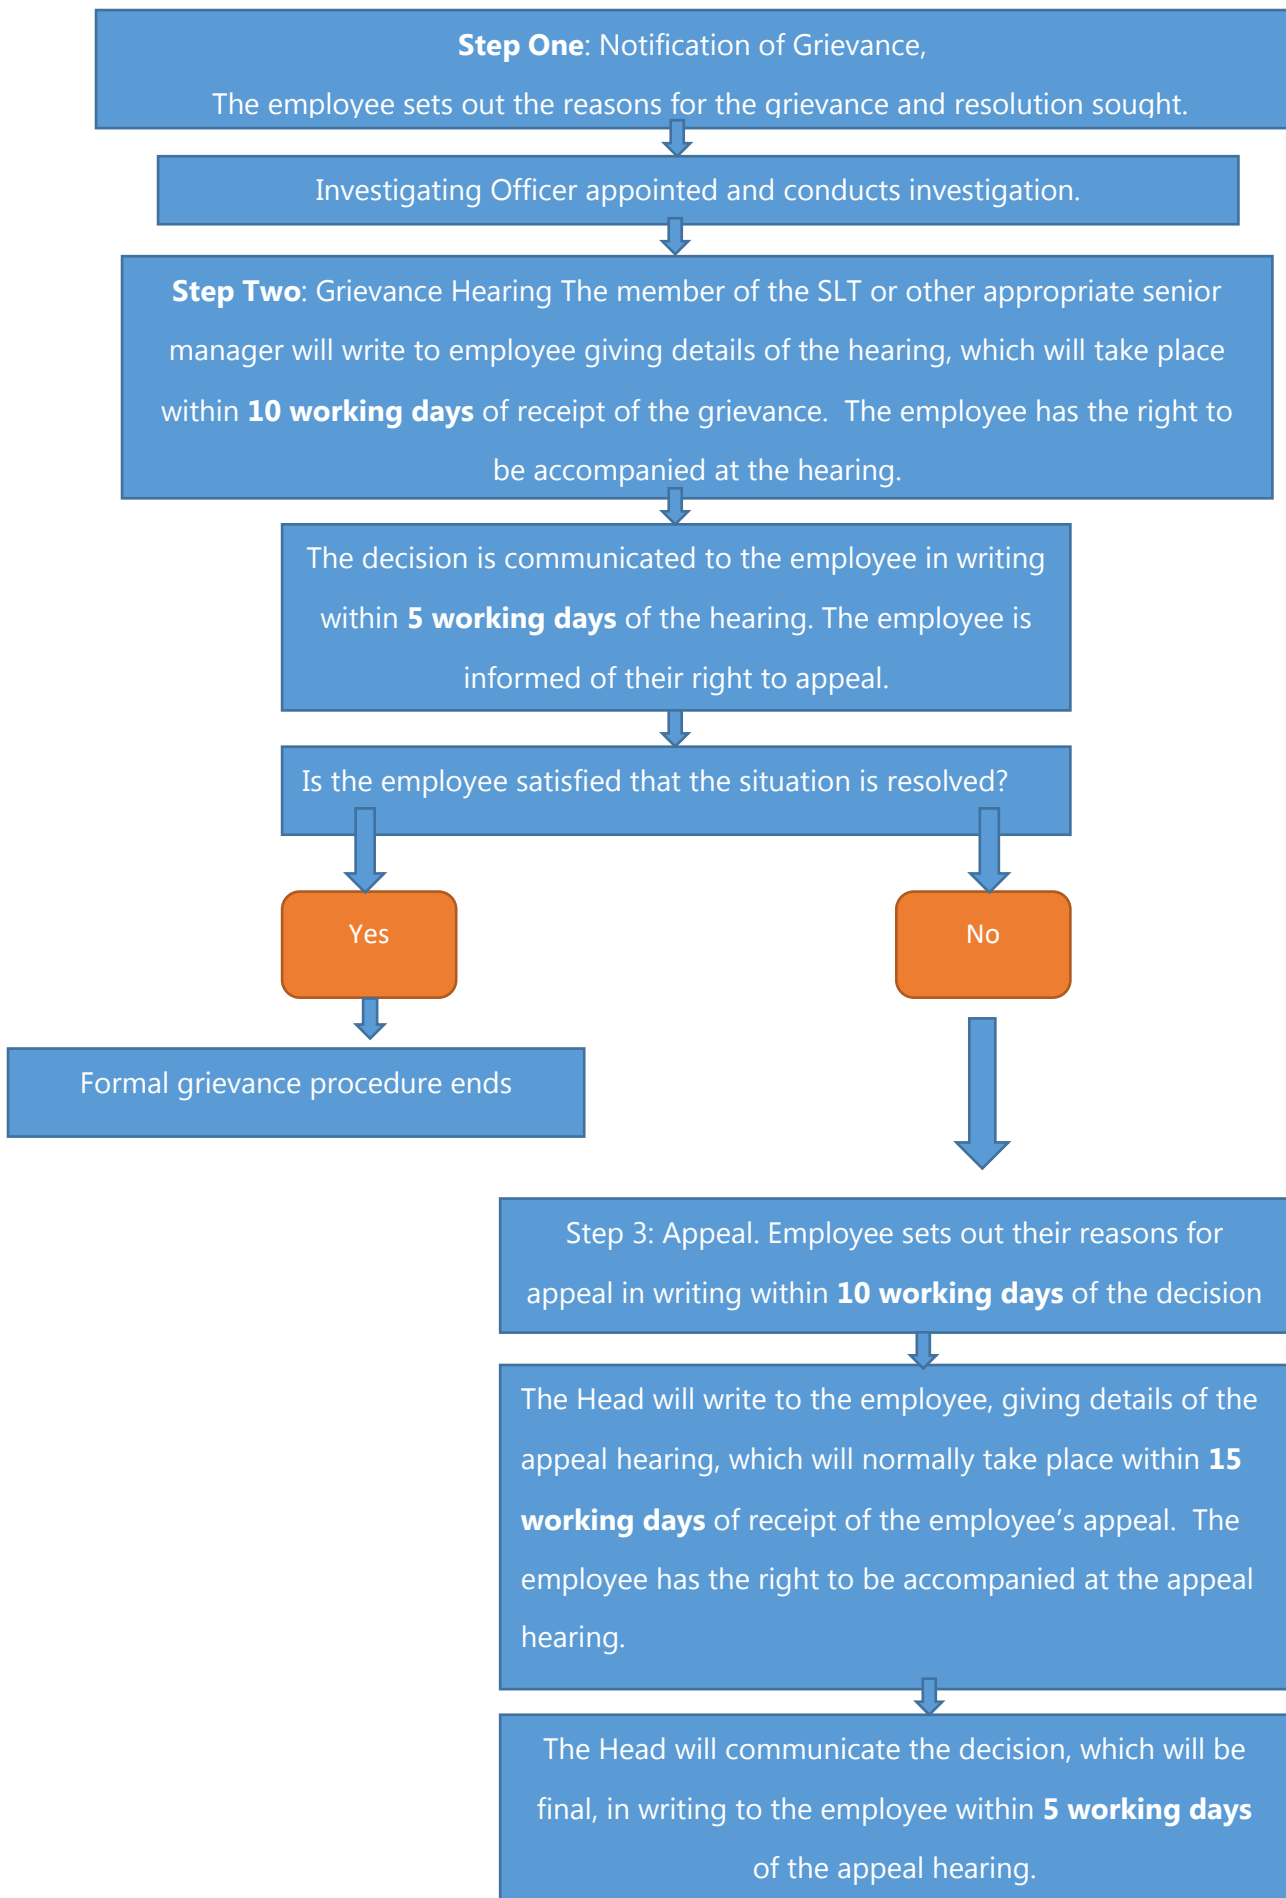 Step One: Notification of Grievance,
The employee sets out the reasons for the grievance and resolution sought.
Investigating Officer appointed and conducts investigation.
Step Two: Grievance Hearing The member of the SLT or other appropriate senior
manager will write to employee giving details of the hearing, which will take place
within 10 working days of receipt of the grievance.  The employee has the right to
be accompanied at the hearing.
The decision is communicated to the employee in writing
within 5 working days of the hearing. The employee is
informed of their right to appeal.
Is the employee satisfied that the situation is resolved?
Yes
No
Formal grievance procedure ends
Step 3: Appeal. Employee sets out their reasons for
appeal in writing within 10 working days of the decision
The Head will write to the employee, giving details of the
appeal hearing, which will normally take place within 15
working days of receipt of the employee’s appeal.  The
employee has the right to be accompanied at the appeal
hearing.
The Head will communicate the decision, which will be
final, in writing to the employee within 5 working days
of the appeal hearing.